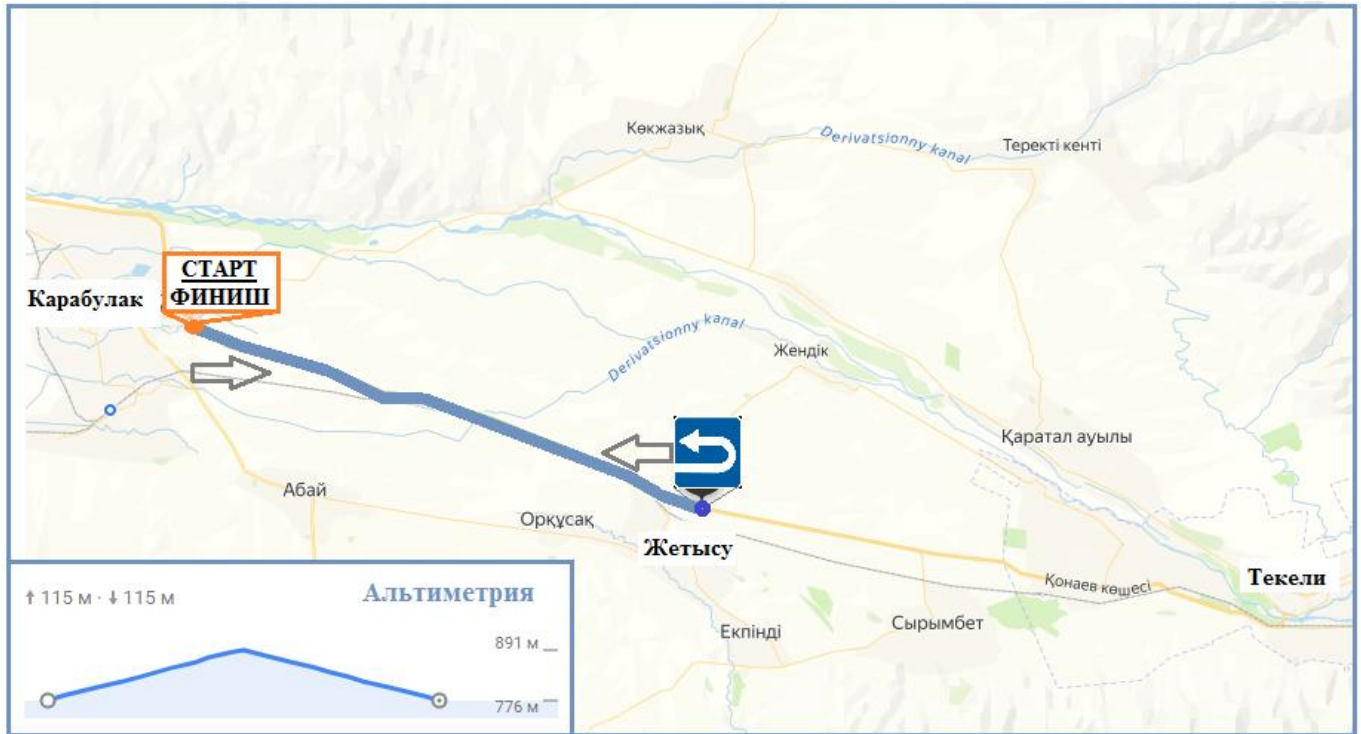 Көкжазық
Derivatsionny kanal
Теректі кенті
СТАРТ
ФИНИШ
Карабулак
Derivatsionny kanal
Жендік
Қаратал ауылы
Абай
Орқұсақ
Жетысу
Қонаев көшесі
Текели
Сырымбет
Екпінді
↑ 115 м · ↓ 115 м
Альтиметрия
891 м
776 м